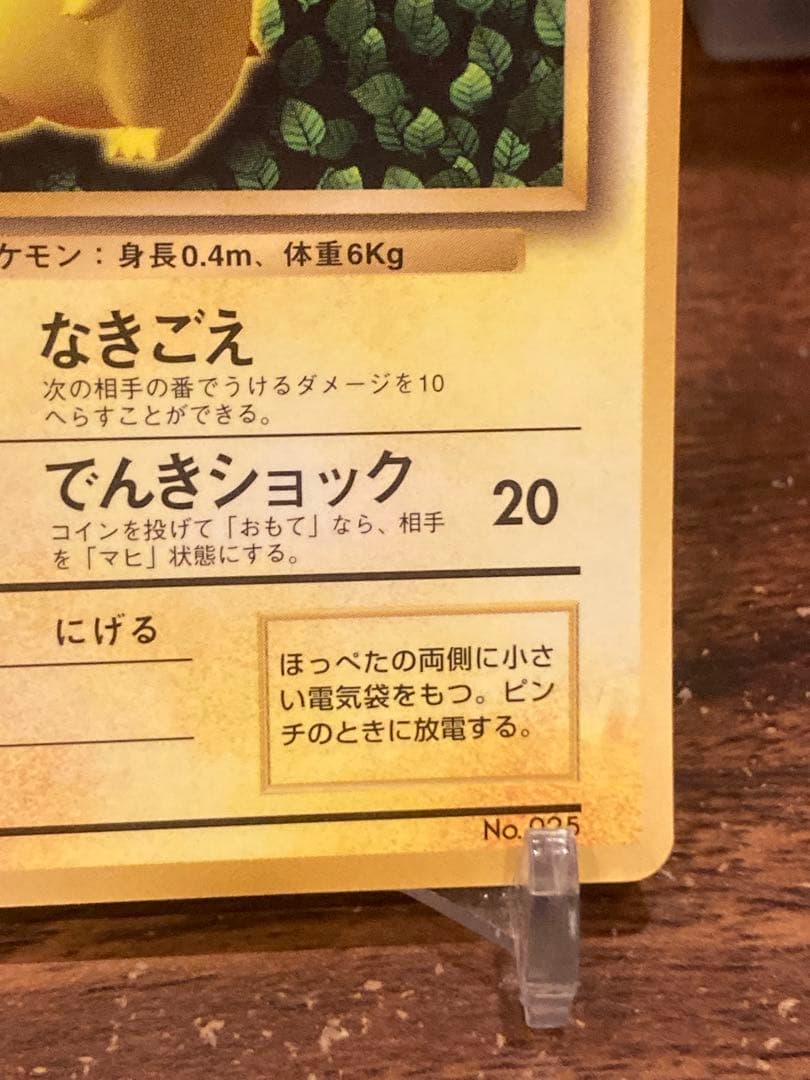 ケモン：身長0.4m、体重6Kg
なきごえ
次の相手の番でうけるダメージを10
へらすことができる。
でんきショック 20
コインを投げて「おもて」なら、相手
を「マヒ」状態にする。
にげる
ほっぺたの両側に小さ
い電気袋をもつ。ピン
チのときに放電する。
No. 025